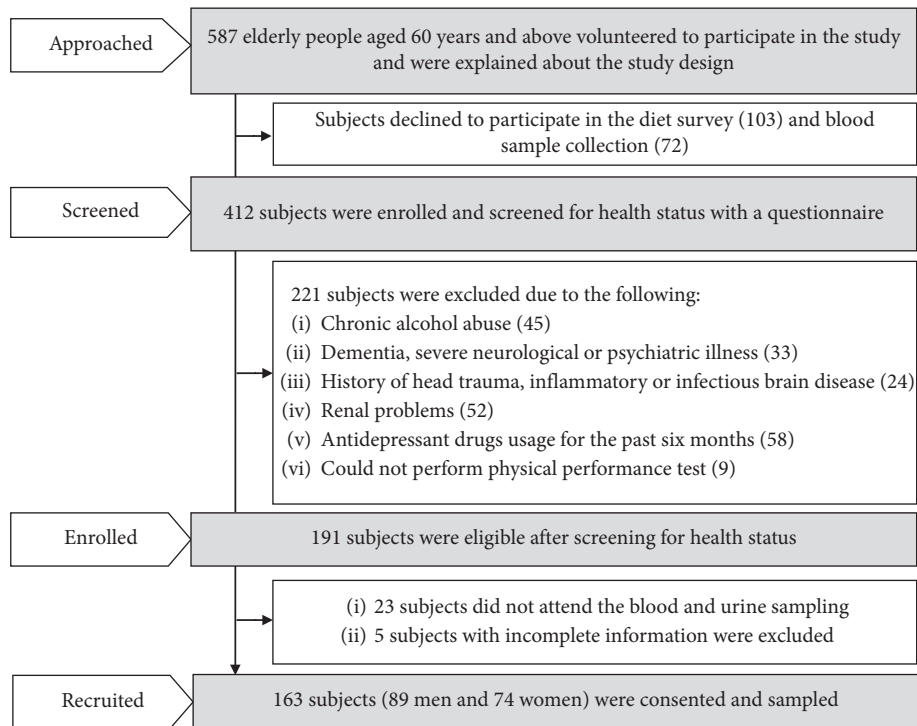 Approached
587 elderly people aged 60 years and above volunteered to participate in the study
and were explained about the study design
Subjects declined to participate in the diet survey (103) and blood
sample collection (72)
Screened
412 subjects were enrolled and screened for health status with a questionnaire
221 subjects were excluded due to the following:
(i) Chronic alcohol abuse (45)
(ii) Dementia, severe neurological or psychiatric illness (33)
(iii) History of head trauma, inflammatory or infectious brain disease (24)
(iv) Renal problems (52)
(v) Antidepressant drugs usage for the past six months (58)
(vi) Could not perform physical performance test (9)
Enrolled
191 subjects were eligible after screening for health status
(i) 23 subjects did not attend the blood and urine sampling
(ii) 5 subjects with incomplete information were excluded
Recruited
163 subjects (89 men and 74 women) were consented and sampled